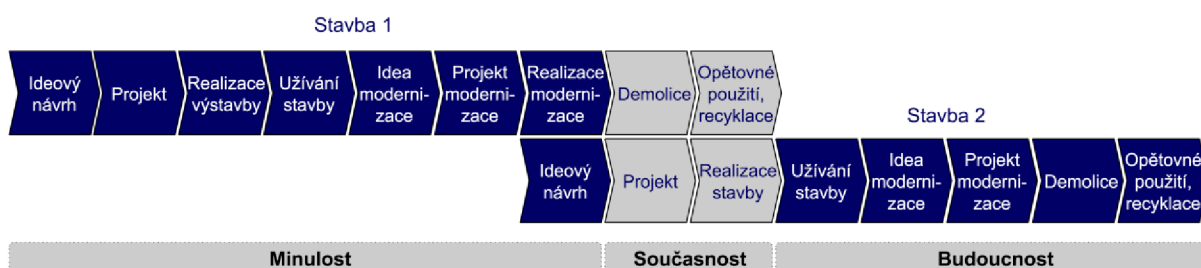 Stavba 1
Ideový
návrh
Projekt
Realizace
výstavby
Užívání
stavby
Idea
moderni-
zace
Projekt
moderni-
zace
Realizace
moderni-
zace
Demolice
Opětovné
použití,
recyklace
Stavba 2
Ideový
návrh
Projekt
Realizace
stavby
Užívání
stavby
Idea
moderni-
zace
Projekt
moderni-
zace
Demolice
Opětovné
použití,
recyklace
Minulost
Současnost
Budoucnost